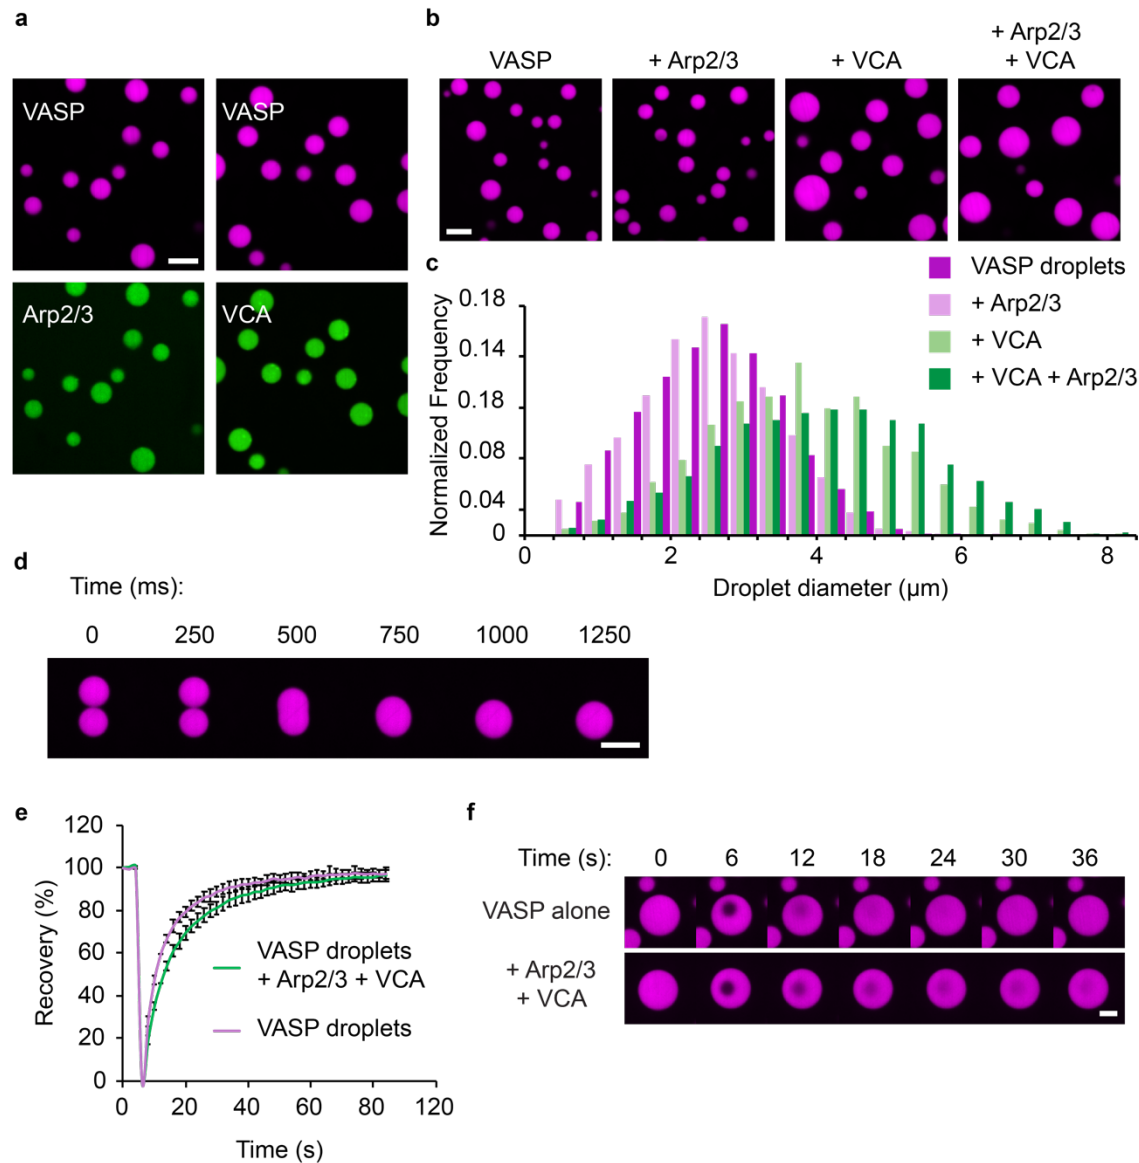 a
VASP
VASP
Arp2/3
VCA
b
+ Arp2/3
VASP
+ Arp2/3
+ VCA
+ VCA
c
VASP droplets
+ Arp2/3
+ VCA
+ VCA + Arp2/3
Normalized Frequency
0.18
0.14
0.18
0.08
0.04
0
0 2 4 6 8
Droplet diameter (µm)
d
Time (ms):
0 250 500 750 1000 1250
e
Recovery (%)
120
100
80
60
40
20
0
0 20 40 60 80 100 120
Time (s)
VASP droplets
+ Arp2/3 + VCA
VASP droplets
f
Time (s): 0 6 12 18 24 30 36
VASP alone
+ Arp2/3
+ VCA